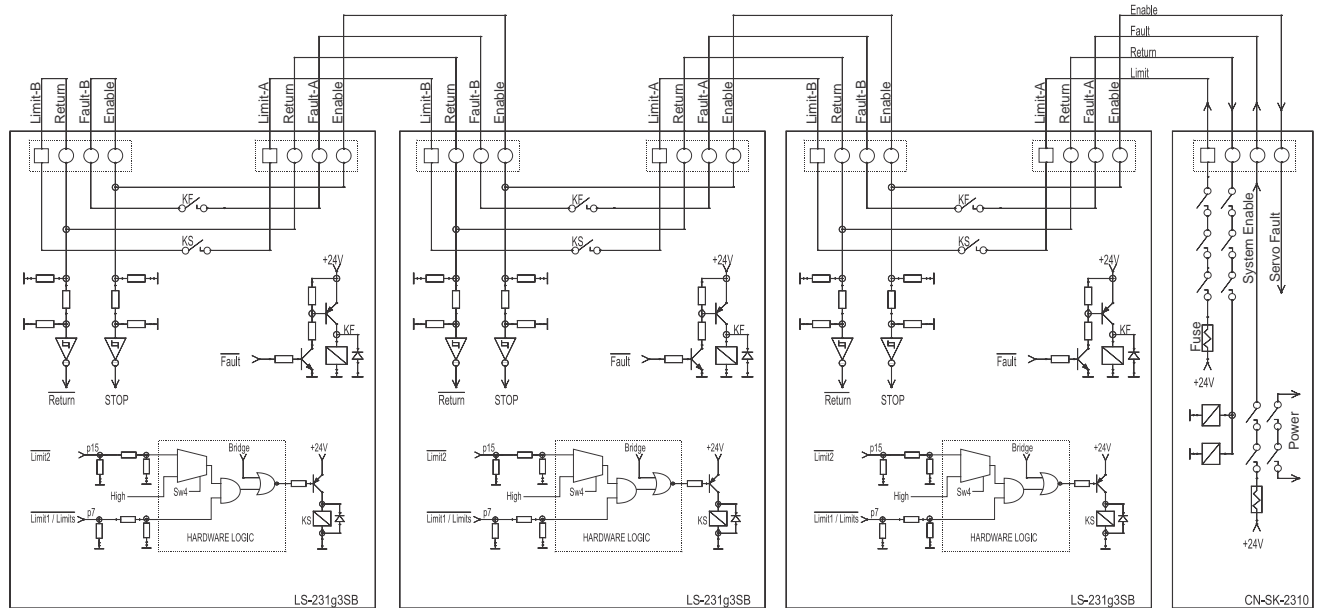 Enable
Fault
Return
Limit
Limit-B
Return
Fault-B
Enable
Limit-A
Return
Fault-A
Enable
Limit-B
Return
Fault-B
Enable
Limit-A
Return
Fault-A
Enable
Limit-B
Return
Fault-B
Enable
Limit-A
Return
Fault-A
Enable
KF
KF
KF
KS
KS
KS
System Enable
Servo Fault
+24V
+24V
+24V
KF
KF
KF
Fuse
Fault
Fault
Fault
+24V
Return
STOP
Return
STOP
Return
STOP
Power
Limit2
p15
Bridge
+24V
Limit2
p15
Bridge
+24V
Limit2
p15
Bridge
+24V
High
Sw4
High
Sw4
High
Sw4
Limit1 / Limits
p7
KS
Limit1 / Limits
p7
KS
Limit1 / Limits
p7
KS
HARDWARE LOGIC
HARDWARE LOGIC
HARDWARE LOGIC
+24V
LS-231g3SB
LS-231g3SB
LS-231g3SB
CN-SK-2310